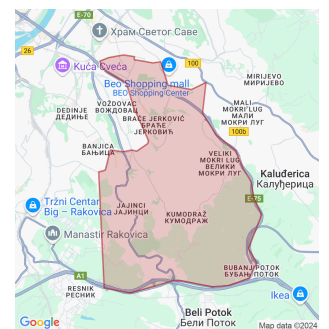 E-70
Храм Светог Саве
26
Kuća Cveća
100
Beo Shopping mall
BEO Shopping Center
MIRIJEVO
МИРИЈЕВО
VOŽDOVAC
ВОЖДОВАЦ
DEDINJE
ДЕДИЊЕ
BRAĆE JERKOVIĆ
БРАЋЕ
ЈЕРКОВИЋ
MALI
MOKRI LUG
МАЛИ
МОКРИ ЛУГ
100b
BANJICA
БАЊИЦА
VELIKI
MOKRI LUG
ВЕЛИКИ
МОКРИ ЛУГ
Kaluđerica
Калуђерица
E-75
Tržni Centar
Big – Rakovica
JAJINCI
ЈАЈИНЦИ
KUMODRAŽ
КУМОДРАЖ
Manastir Rakovica
BUBANJ POTOK
БУБАЊ ПОТОК
A1
RESNIK
РЕСНИК
Ikea
Beli Potok
Бели Поток
Google
Map data ©2024